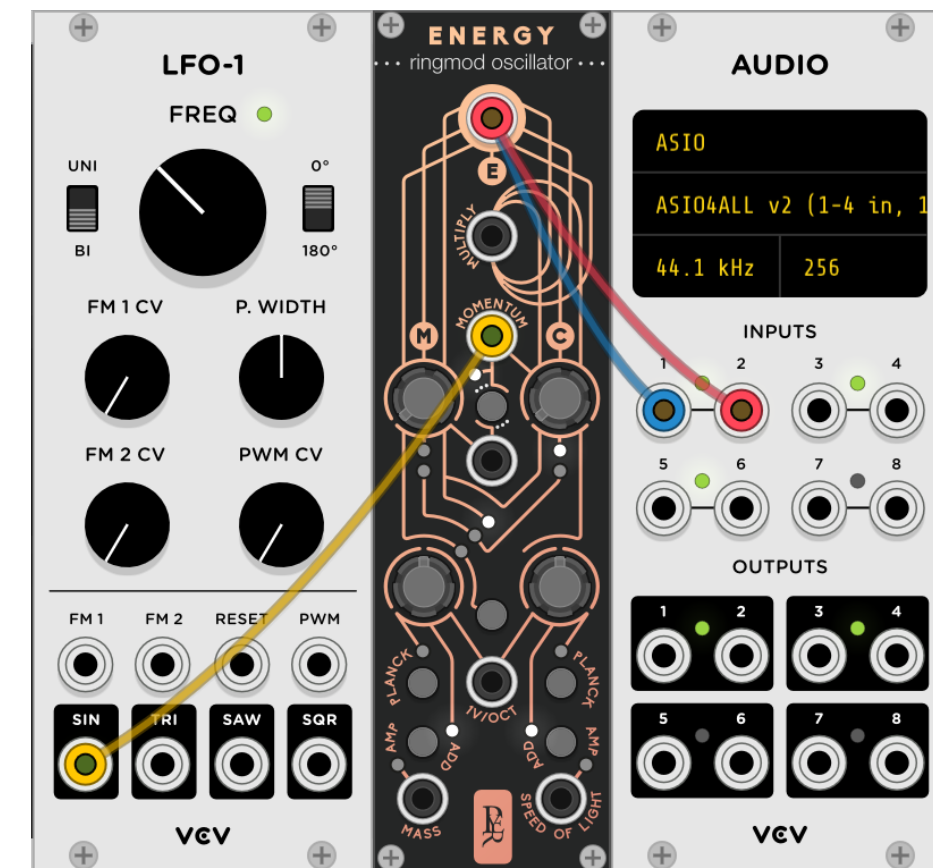 LFO-1
FREQ
UNI
0°
BI
180°
FM 1 CV P. WIDTH
FM 2 CV PWM CV
FM 1 FM 2 RESET PWM
SIN TRI SAW SQR
VCV
ENERGY
ringmod oscillator
E
MULTIPLY
MOMENTUM
M C
PLANCK PLANCK
1V/OCT
AMP ADD ADD AMP
MASS SPEED OF LIGHT
AUDIO
ASIO
ASIO4ALL v2 (1-4 in, 1
44.1 kHz 256
INPUTS
1 2 3 4
5 6 7 8
OUTPUTS
1 2 3 4
5 6 7 8
VCV